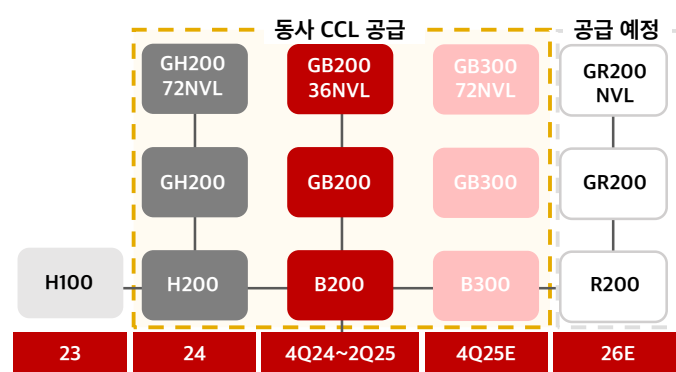 동사 CCL 공급
공급 예정
GH200
72NVL
GB200
36NVL
GB300
72NVL
GR200
NVL
GH200
GB200
GB300
GR200
H100
H200
B200
B300
R200
23
24
4Q24~2Q25
4Q25E
26E